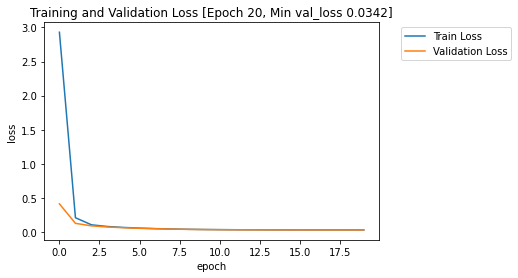 Training and Validation Loss [Epoch 20, Min val_loss 0.0342]
Train Loss
Validation Loss
3.0
2.5
2.0
1.5
1.0
0.5
0.0
loss
0.0 2.5 5.0 7.5 10.0 12.5 15.0 17.5
epoch